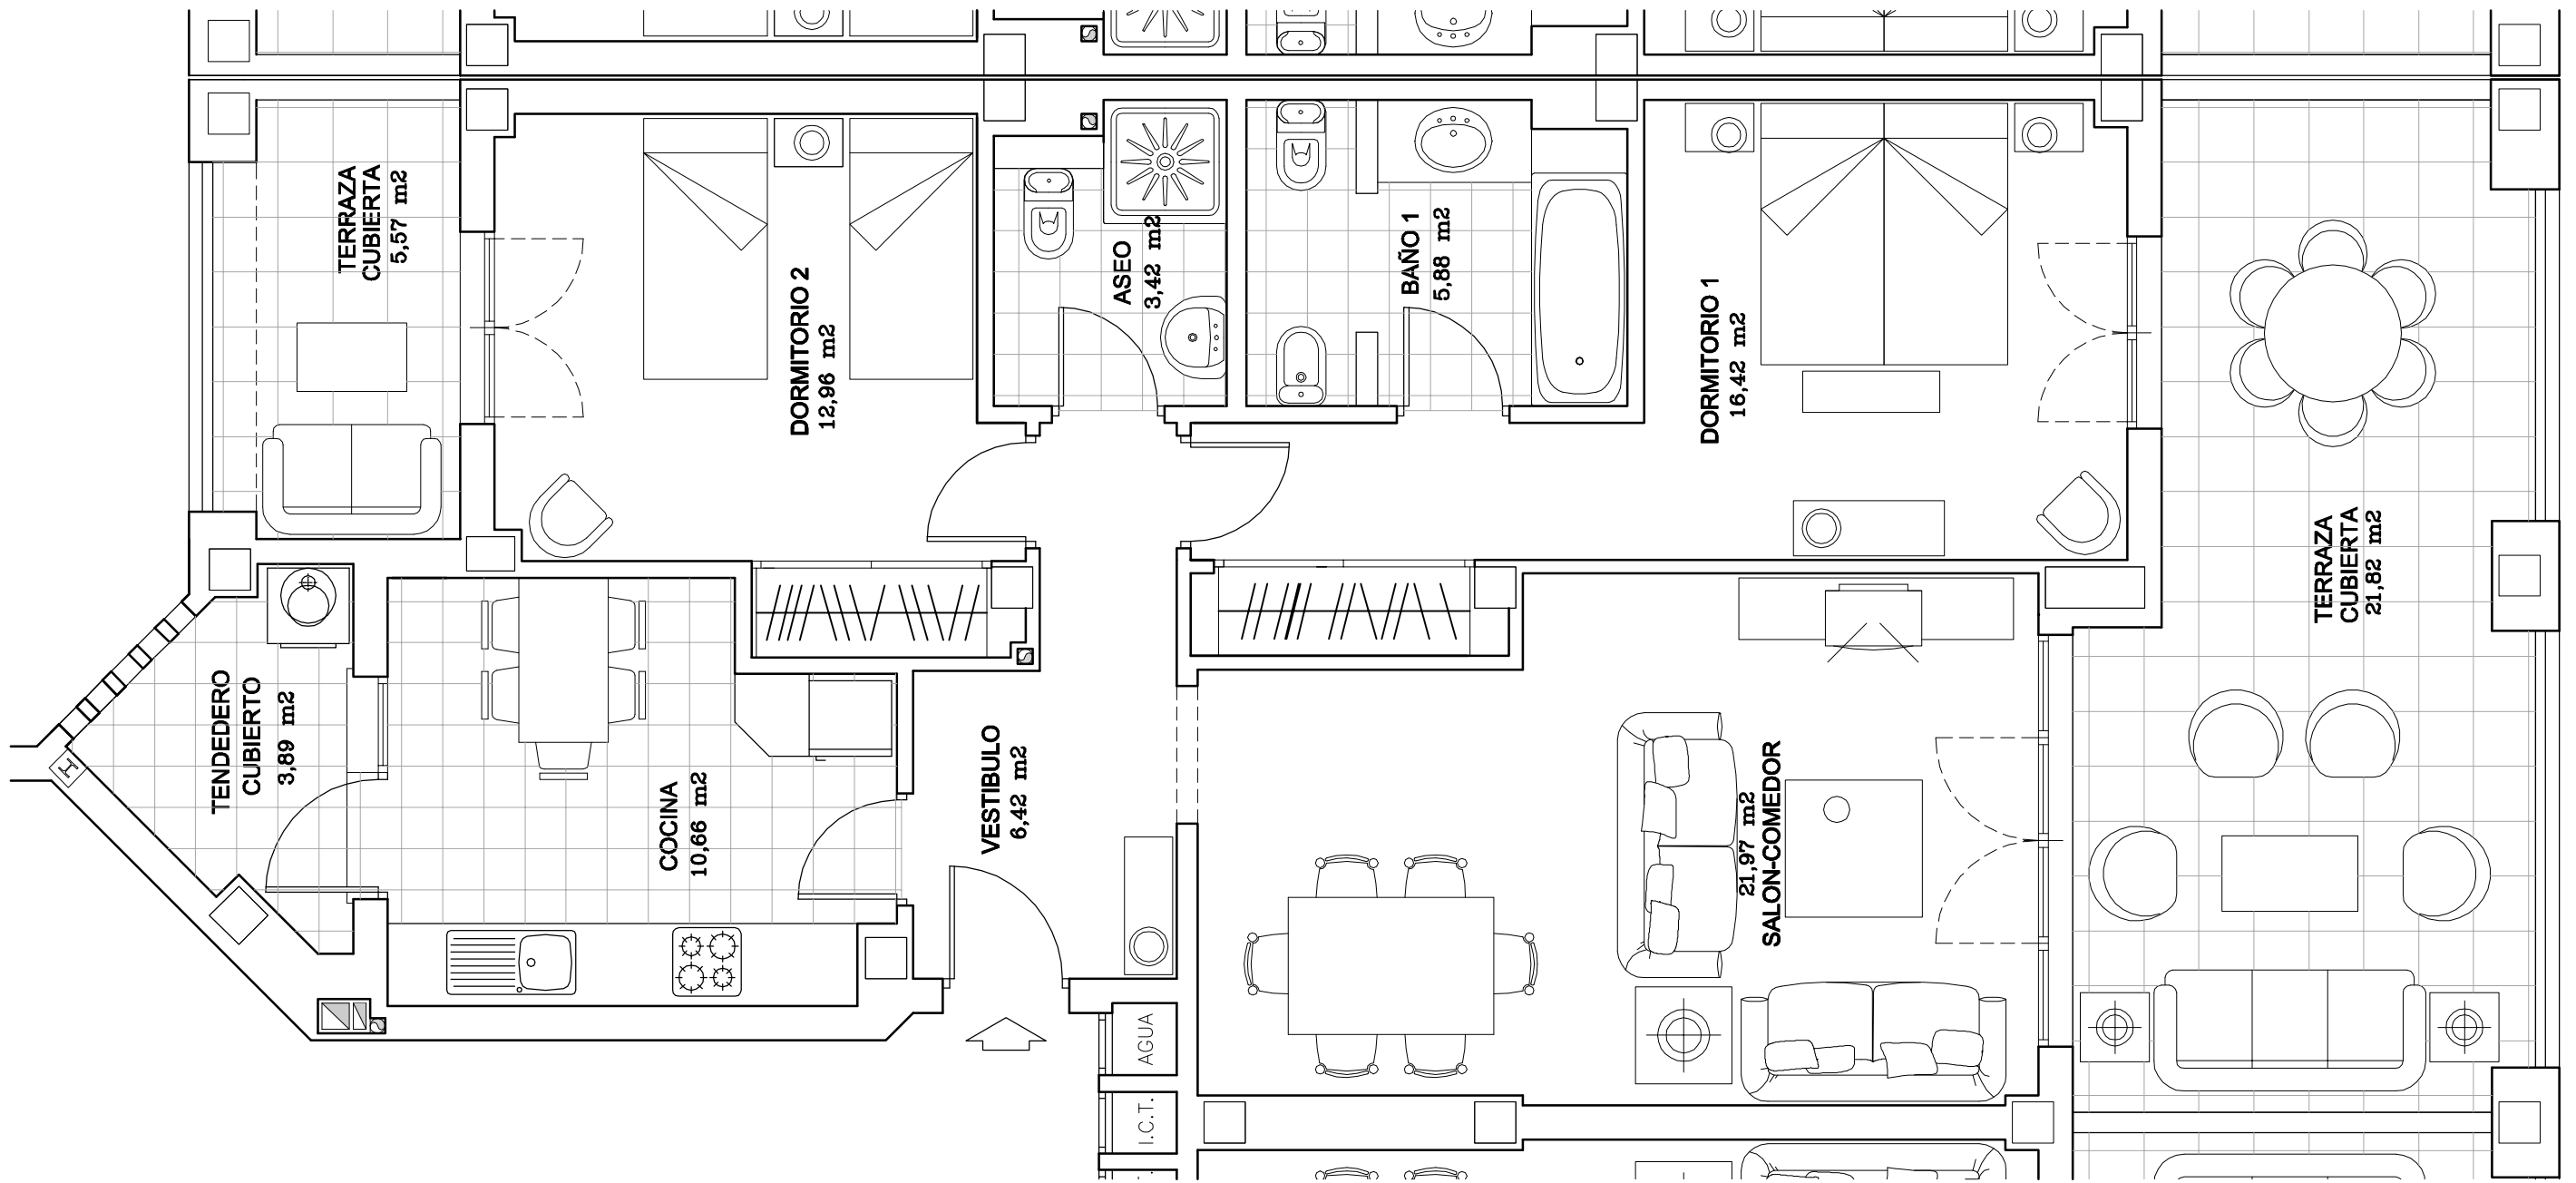 TERRAZA
CUBIERTA
5,57 m2
DORMITORIO 2
12,96 m2
ASEO
3,42 m2
BAÑO 1
5,88 m2
DORMITORIO 1
16,42 m2
TERRAZA
CUBIERTA
21,82 m2
TENDEDERO
CUBIERTO
3,89 m2
H
COCINA
10,66 m2
VESTIBULO
6,42 m2
21,97 m2
SALON-COMEDOR
AGUA
I.C.T.